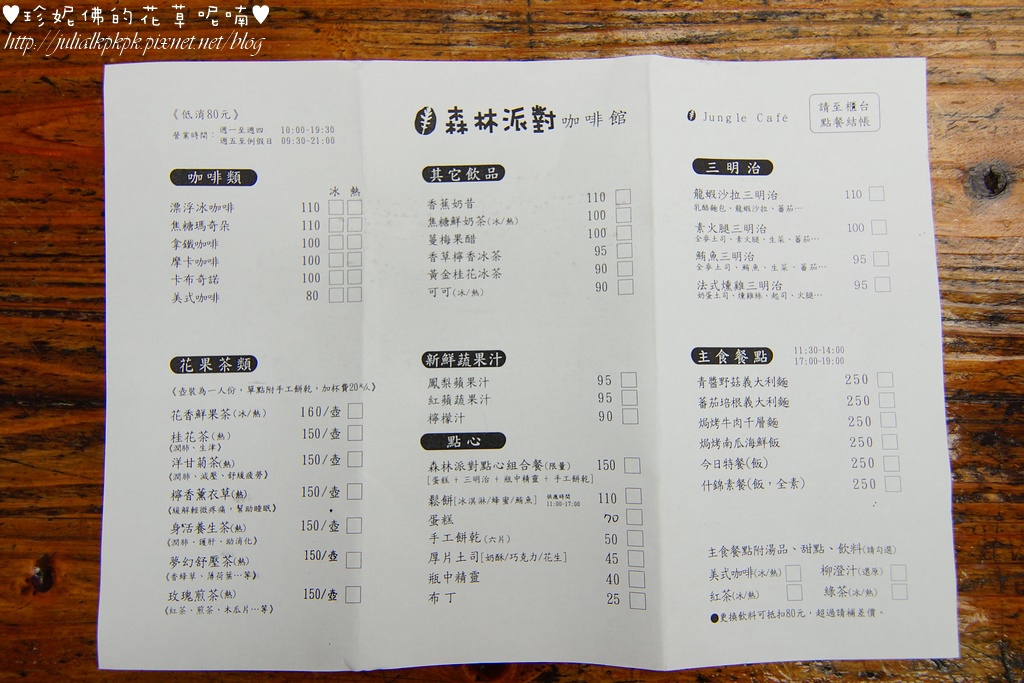 ♥珍妮佛的花草呢喃♥
http://julialkpkpk.pixnet.net/blog
《低消80元》
營業時間：週一至週四 10:00-19:30
週五至例假日 09:30-21:00
咖啡類
冰 熱
漂浮冰咖啡 110
焦糖瑪奇朵 110
拿鐵咖啡 100
摩卡咖啡 100
卡布奇諾 100
美式咖啡 80
花果茶類
《壺裝為一人份，單點附手工餅乾，加杯費20元/人》
花香鮮果茶(冰/熱) 160/壺
桂花茶(熱) 150/壺
《潤肺、生津》
洋甘菊茶(熱) 150/壺
《潤肺、減壓、舒緩疲勞》
檸香薰衣草(熱) 150/壺
《緩解輕微疼痛，幫助睡眠》
身活養生茶(熱) 150/壺
《潤肺、護肝、助消化》
夢幻舒壓茶(熱) 150/壺
《香蜂草、薄荷葉…等》
玫瑰煎茶(熱) 150/壺
《紅茶、煎茶、木瓜片…等》
森林派對咖啡館
其它飲品
香蕉奶昔 110
焦糖鮮奶茶(冰/熱) 100
蔓梅果醋 100
香草檸香冰茶 95
黃金桂花冰茶 90
可可(冰/熱) 90
新鮮蔬果汁
鳳梨蘋果汁 95
紅蘋蔬果汁 95
檸檬汁 90
點心
森林派對點心組合餐(限量) 150
[蛋糕 + 三明治 + 瓶中精靈 + 手工餅乾]
鬆餅[冰淇淋/蜂蜜/鮪魚] 供應時間 11:00-17:00 110
蛋糕 70
手工餅乾(六片) 50
厚片土司[奶酥/巧克力/花生] 45
瓶中精靈 40
布丁 25
Jungle Café
請至櫃台
點餐結帳
三明治
龍蝦沙拉三明治 110
乳酪麵包、龍蝦沙拉、蕃茄…
素火腿三明治 100
全麥土司、素火腿、生菜、蕃茄…
鮪魚三明治 95
全麥土司、鮪魚、生菜、蕃茄…
法式燻雞三明治 95
奶蛋土司、燻雞絲、起司、火腿…
主食餐點 11:30-14:00
17:00-19:00
青醬野菇義大利麵 250
蕃茄培根義大利麵 250
焗烤牛肉千層麵 250
焗烤南瓜海鮮飯 250
今日特餐(飯) 250
什錦素餐(飯，全素) 250
主食餐點附湯品、甜點、飲料(請勾選)
美式咖啡(冰/熱) 柳澄汁(還原)
紅茶(冰/熱) 綠茶(冰/熱)
●更換飲料可抵扣80元，超過請補差價。